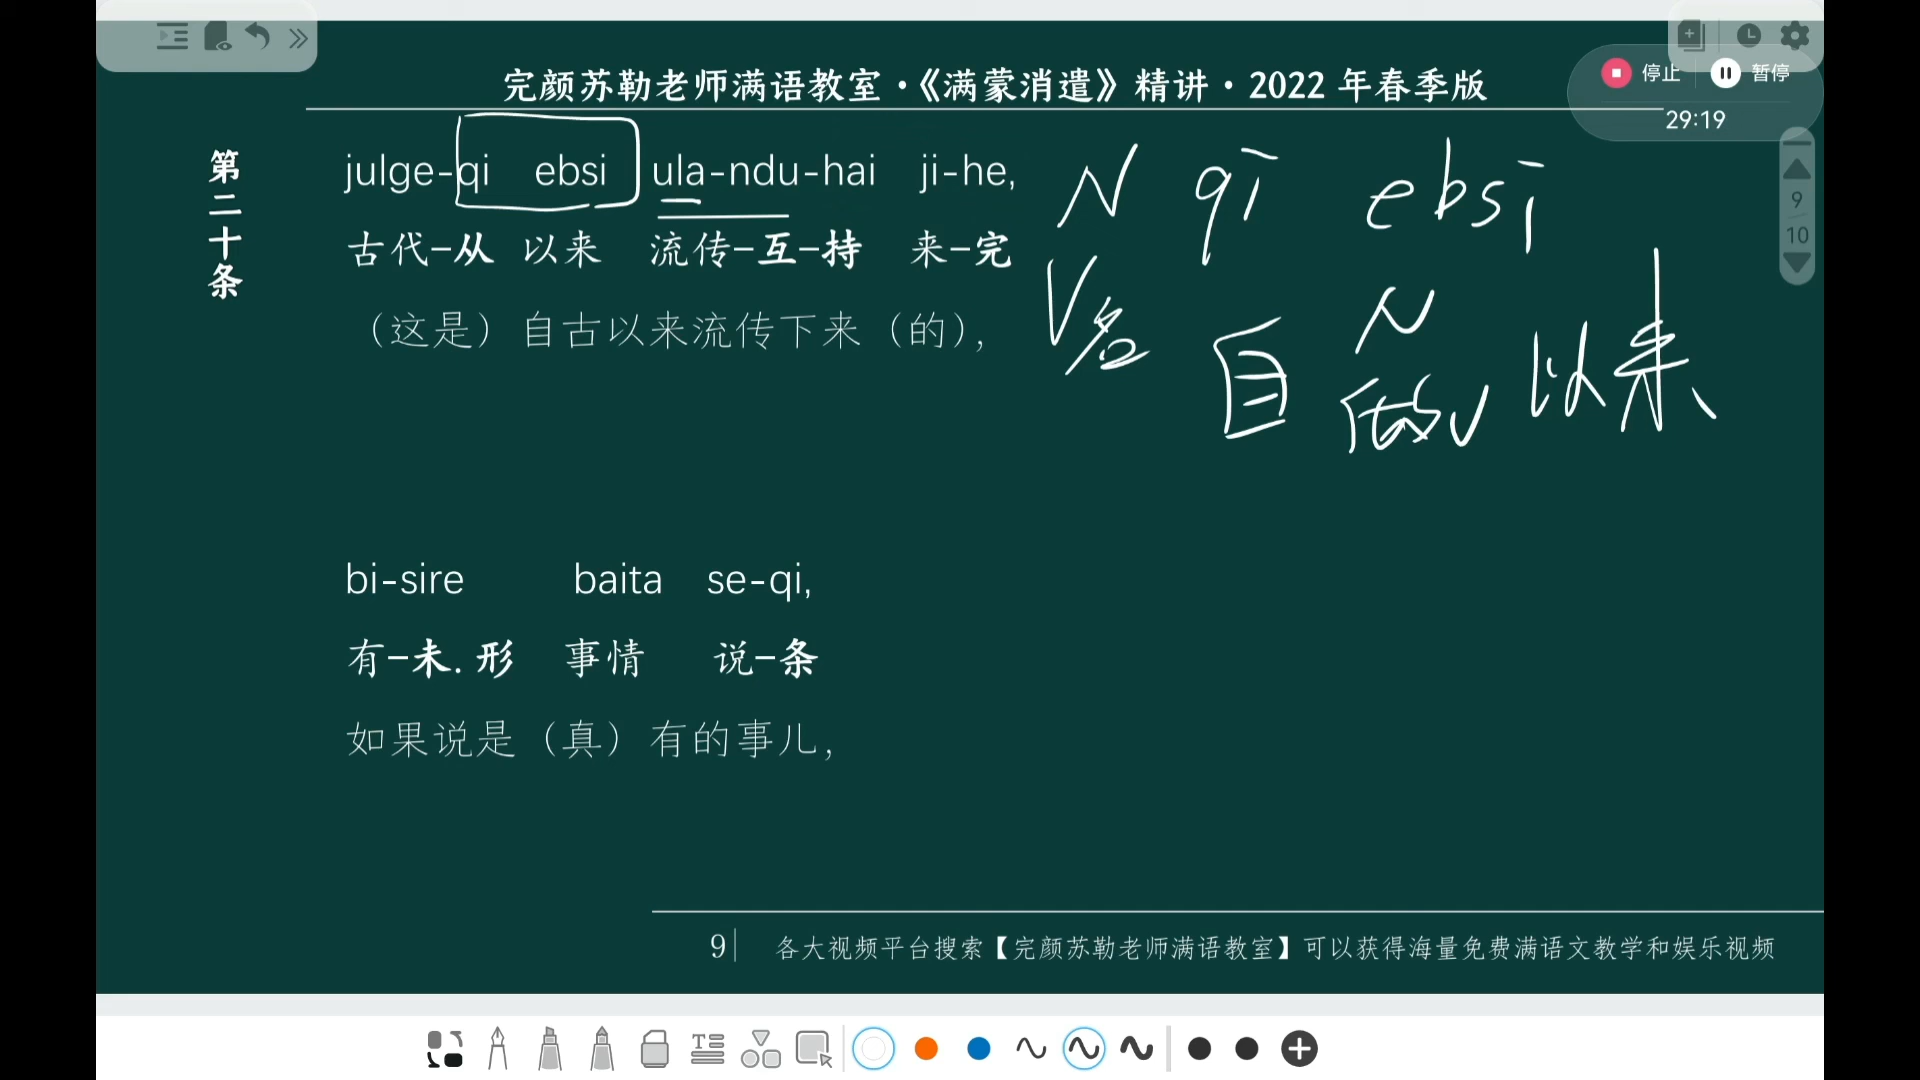 停止 暂停
29:19
完颜苏勒老师满语教室·《满蒙消遣》精讲·2022 年春季版
第二十条
julge-qi ebsi ula-ndu-hai ji-he,
古代-从 以来 流传-互-持 来-完
（这是）自古以来流传下来（的），
N qi ebsi
V名 自 N 以来
做
9
10
bi-sire baita se-qi,
有-未.形 事情 说-条
如果说是（真）有的事儿，
9| 各大视频平台搜索【完颜苏勒老师满语教室】可以获得海量免费满语文教学和娱乐视频